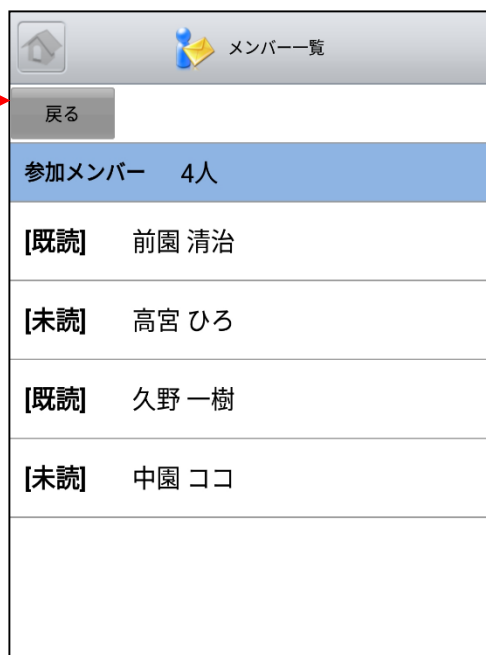 メンバー一覧
戻る
参加メンバー 4人
[既読] 前園 清治
[未読] 高宮 ひろ
[既読] 久野 一樹
[未読] 中園 ココ